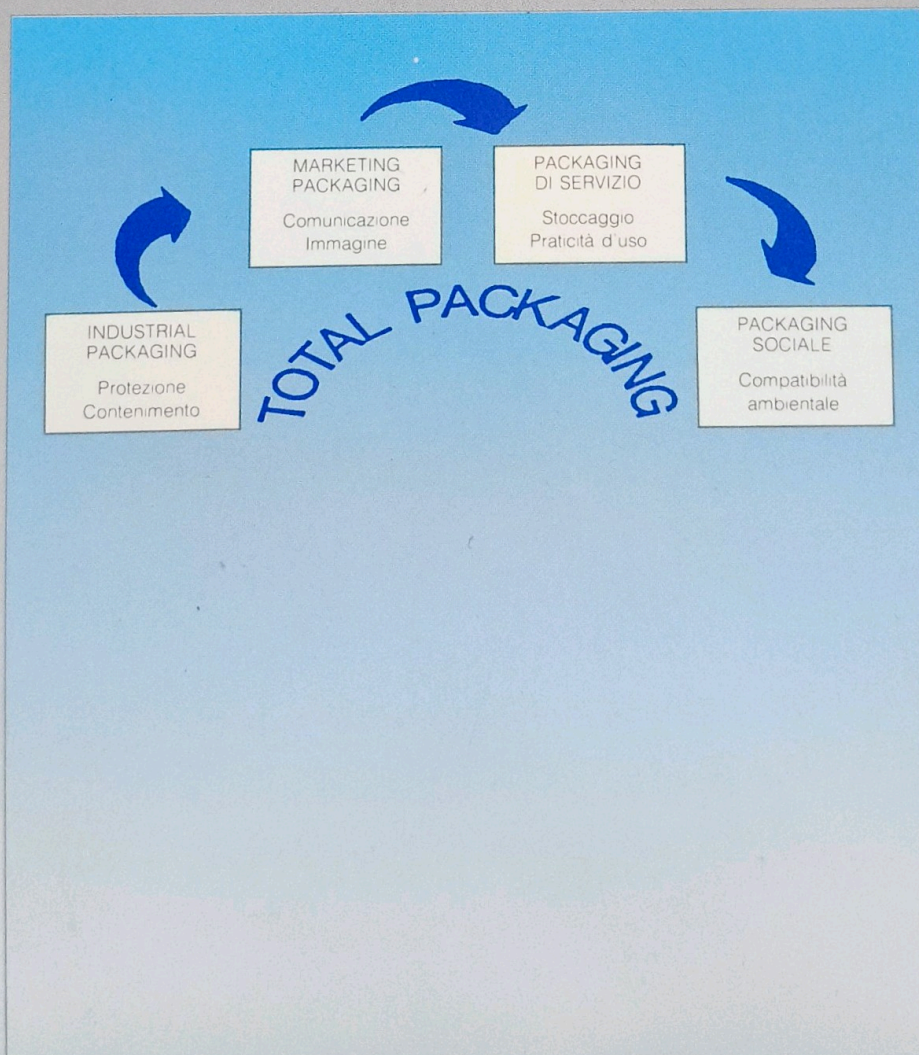 INDUSTRIAL
PACKAGING
Protezione
Contenimento
MARKETING
PACKAGING
Comunicazione
Immagine
PACKAGING
DI SERVIZIO
Stoccaggio
Praticità d'uso
PACKAGING
SOCIALE
Compatibilità
ambientale
TOTAL PACKAGING